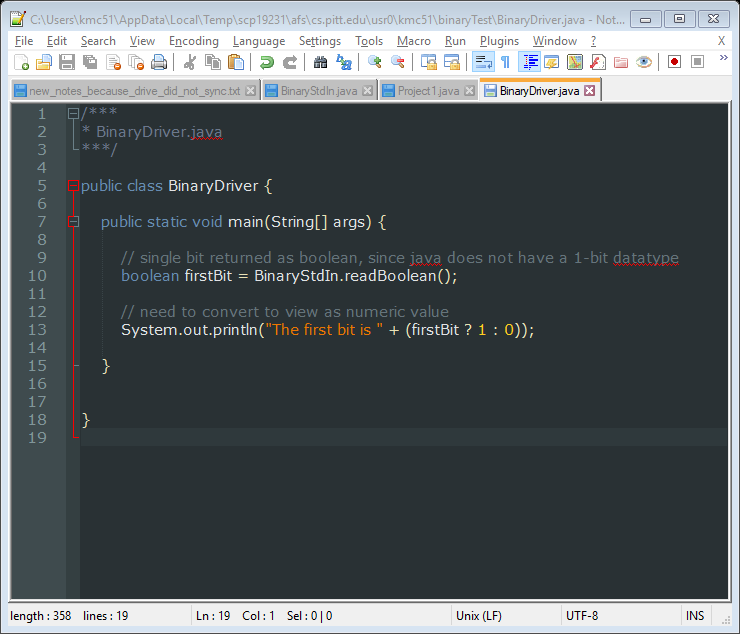 C:\Users\kmc51\AppData\Local\Temp\scp19231\afs\cs.pitt.edu\usr0\kmc51\binaryTest\BinaryDriver.java - Not...
File Edit Search View Encoding Language Settings Tools Macro Run Plugins Window ? X
new_notes_because_drive_did_not_sync.txt BinaryStdIn.java Project1.java BinaryDriver.java
1 /***
2 * BinaryDriver.java
3 ***/
4
5 public class BinaryDriver {
6
7 public static void main(String[] args) {
8
9 // single bit returned as boolean, since java does not have a 1-bit datatype
10 boolean firstBit = BinaryStdIn.readBoolean();
11
12 // need to convert to view as numeric value
13 System.out.println("The first bit is " + (firstBit ? 1 : 0));
14
15 }
16
17
18 }
19
length : 358 lines : 19 Ln : 19 Col : 1 Sel : 0 | 0 Unix (LF) UTF-8 INS